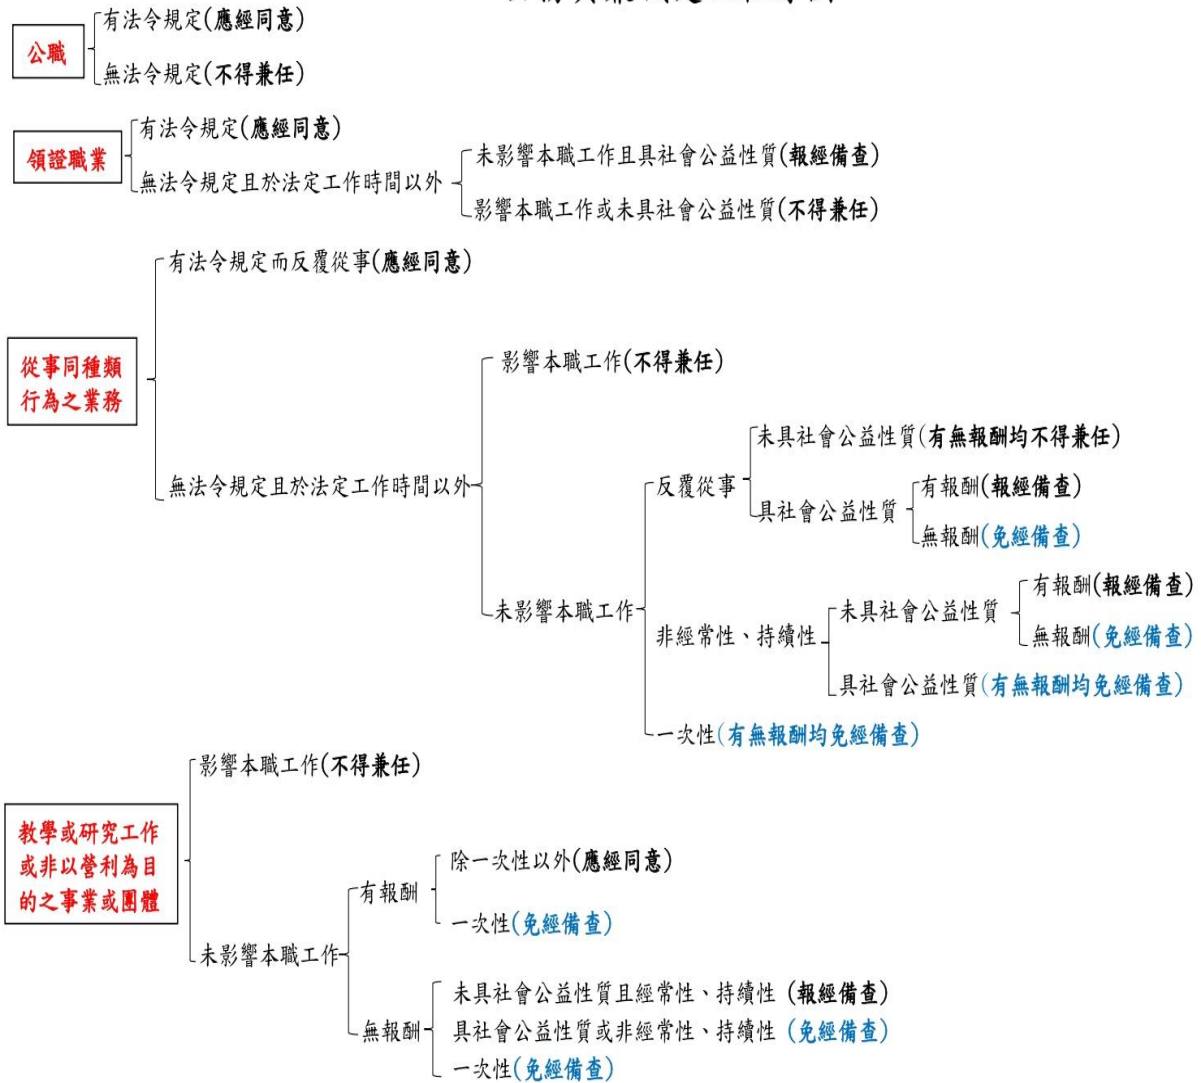 公職
有法令規定(應經同意)
無法令規定(不得兼任)
領證職業
有法令規定(應經同意)
無法令規定且於法定工作時間以外
未影響本職工作且具社會公益性質(報經備查)
影響本職工作或未具社會公益性質(不得兼任)
從事同種類
行為之業務
有法令規定而反覆從事(應經同意)
無法令規定且於法定工作時間以外
影響本職工作(不得兼任)
未影響本職工作
反覆從事
未具社會公益性質(有無報酬均不得兼任)
具社會公益性質
有報酬(報經備查)
無報酬(免經備查)
非經常性、持續性
未具社會公益性質
有報酬(報經備查)
無報酬(免經備查)
具社會公益性質(有無報酬均免經備查)
一次性(有無報酬均免經備查)
教學或研究工作
或非以營利為目
的之事業或團體
影響本職工作(不得兼任)
未影響本職工作
有報酬
除一次性以外(應經同意)
一次性(免經備查)
無報酬
未具社會公益性質且經常性、持續性 (報經備查)
具社會公益性質或非經常性、持續性 (免經備查)
一次性(免經備查)